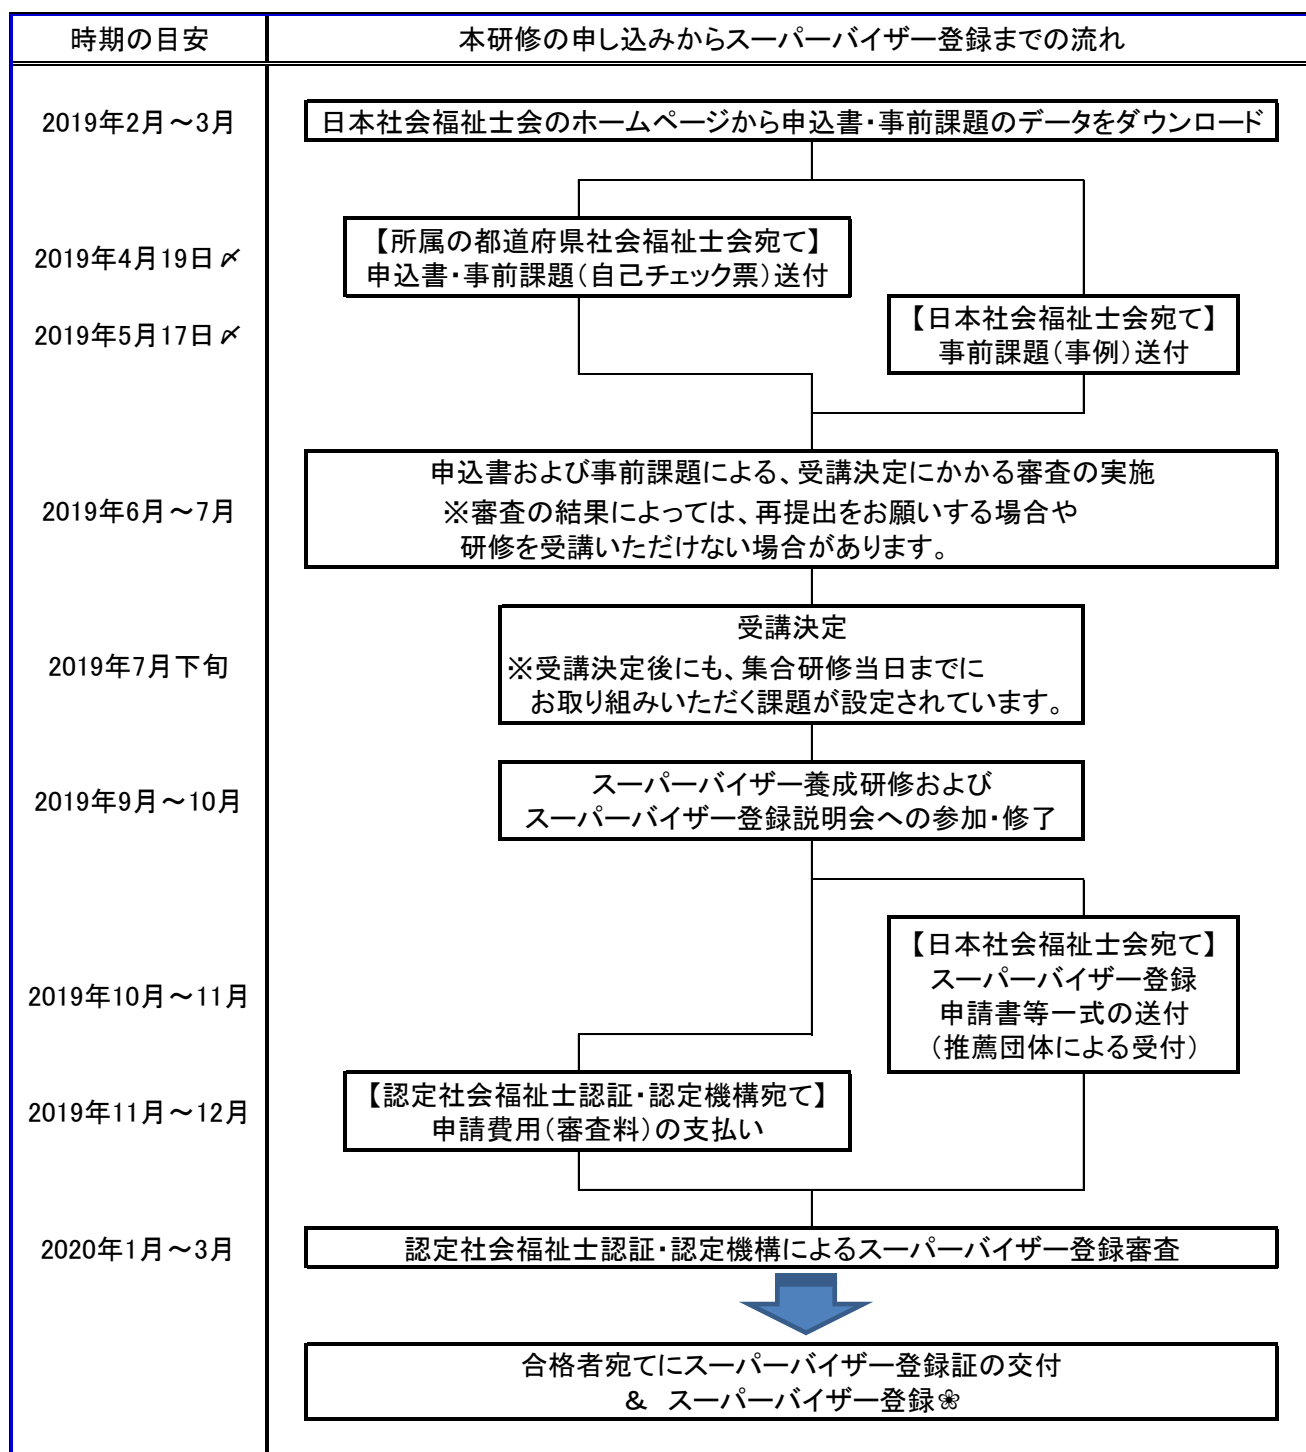 時期の目安
本研修の申し込みからスーパーバイザー登録までの流れ
2019年2月～3月
日本社会福祉士会のホームページから申込書・事前課題のデータをダウンロード
2019年4月19日〆
【所属の都道府県社会福祉士会宛て】
申込書・事前課題(自己チェック票)送付
2019年5月17日〆
【日本社会福祉士会宛て】
事前課題(事例)送付
2019年6月～7月
申込書および事前課題による、受講決定にかかる審査の実施
※審査の結果によっては、再提出をお願いする場合や
研修を受講いただけない場合があります。
2019年7月下旬
受講決定
※受講決定後にも、集合研修当日までに
お取り組みいただく課題が設定されています。
2019年9月～10月
スーパーバイザー養成研修および
スーパーバイザー登録説明会への参加・修了
2019年10月～11月
【日本社会福祉士会宛て】
スーパーバイザー登録
申請書等一式の送付
(推薦団体による受付)
2019年11月～12月
【認定社会福祉士認証・認定機構宛て】
申請費用(審査料)の支払い
2020年1月～3月
認定社会福祉士認証・認定機構によるスーパーバイザー登録審査
合格者宛てにスーパーバイザー登録証の交付
& スーパーバイザー登録❀